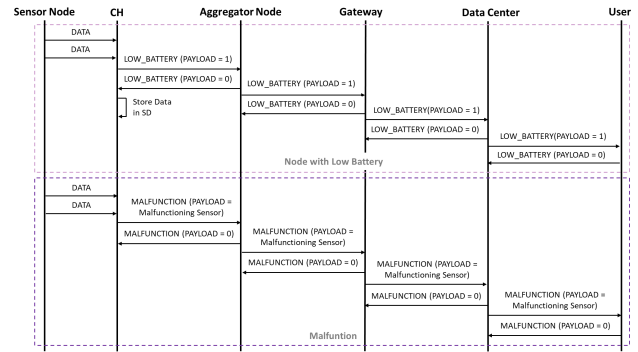 Sensor Node CH Aggregator Node Gateway Data Center User
DATA
DATA
LOW_BATTERY (PAYLOAD = 1)
LOW_BATTERY (PAYLOAD = 0)
LOW_BATTERY (PAYLOAD = 1)
Store Data
in SD
LOW_BATTERY (PAYLOAD = 0)
LOW_BATTERY(PAYLOAD = 1)
LOW_BATTERY (PAYLOAD = 0)
LOW_BATTERY(PAYLOAD = 1)
LOW_BATTERY (PAYLOAD = 0)
Node with Low Battery
DATA
DATA
MALFUNCTION (PAYLOAD =
Malfunctioning Sensor)
MALFUNCTION (PAYLOAD = 0)
MALFUNCTION (PAYLOAD =
Malfunctioning Sensor)
MALFUNCTION (PAYLOAD = 0)
MALFUNCTION (PAYLOAD =
Malfunctioning Sensor)
MALFUNCTION (PAYLOAD = 0)
MALFUNCTION (PAYLOAD =
Malfunctioning Sensor)
MALFUNCTION (PAYLOAD = 0)
Malfuntion